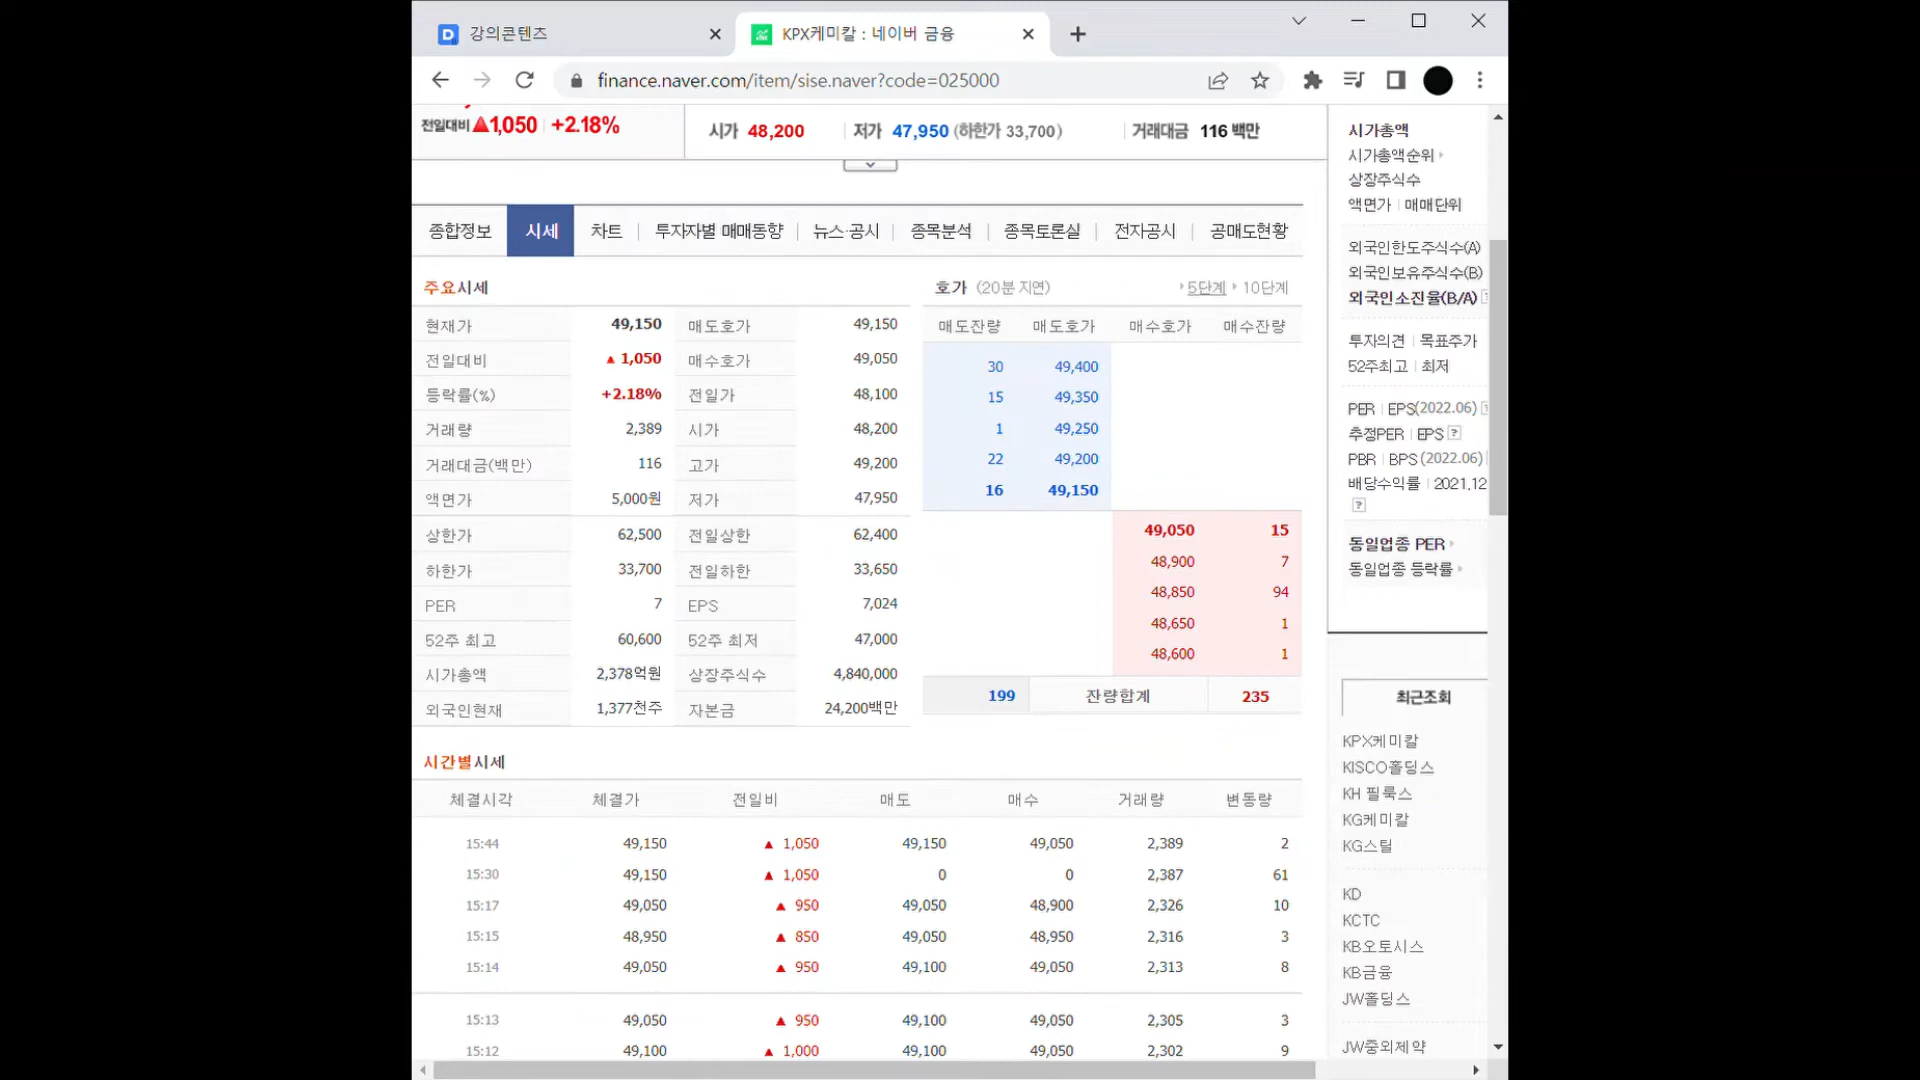 강의콘텐츠
KPX케미칼 : 네이버 금융
finance.naver.com/item/sise.naver?code=025000
전일대비 ▲1,050 +2.18%
시가 48,200 저가 47,950 (하한가 33,700) 거래대금 116 백만
종합정보 시세 차트 투자자별 매매동향 뉴스·공시 종목분석 종목토론실 전자공시 공매도현황
주요시세
현재가 49,150 매도호가 49,150
전일대비 ▲ 1,050 매수호가 49,050
등락률(%) +2.18% 전일가 48,100
거래량 2,389 시가 48,200
거래대금(백만) 116 고가 49,200
액면가 5,000원 저가 47,950
상한가 62,500 전일상한 62,400
하한가 33,700 전일하한 33,650
PER 7 EPS 7,024
52주 최고 60,600 52주 최저 47,000
시가총액 2,378억원 상장주식수 4,840,000
외국인현재 1,377천주 자본금 24,200백만
호가 (20분 지연) 5단계 10단계
매도잔량 매도호가 매수호가 매수잔량
30 49,400
15 49,350
1 49,250
22 49,200
16 49,150
49,050 15
48,900 7
48,850 94
48,650 1
48,600 1
199 잔량합계 235
시간별시세
체결시각 체결가 전일비 매도 매수 거래량 변동량
15:44 49,150 ▲ 1,050 49,150 49,050 2,389 2
15:30 49,150 ▲ 1,050 0 0 2,387 61
15:17 49,050 ▲ 950 49,050 48,900 2,326 10
15:15 48,950 ▲ 850 49,050 48,950 2,316 3
15:14 49,050 ▲ 950 49,100 49,050 2,313 8
15:13 49,050 ▲ 950 49,100 49,050 2,305 3
15:12 49,100 ▲ 1,000 49,100 49,050 2,302 9
시가총액
시가총액순위
상장주식수
액면가 매매단위
외국인한도주식수(A)
외국인보유주식수(B)
외국인소진율(B/A) ?
투자의견 목표주가
52주최고 최저
PER EPS(2022.06) ?
추정PER EPS ?
PBR BPS (2022.06)
배당수익률 2021.12
?
동일업종 PER
동일업종 등락률
최근조회
KPX케미칼
KISCO홀딩스
KH 필룩스
KG케미칼
KG스틸
KD
KCTC
KB오토시스
KB금융
JW홀딩스
JW중외제약